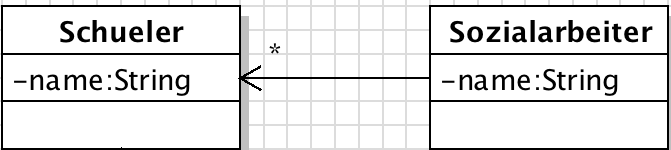 Schueler
-name:String
*
Sozialarbeiter
-name:String